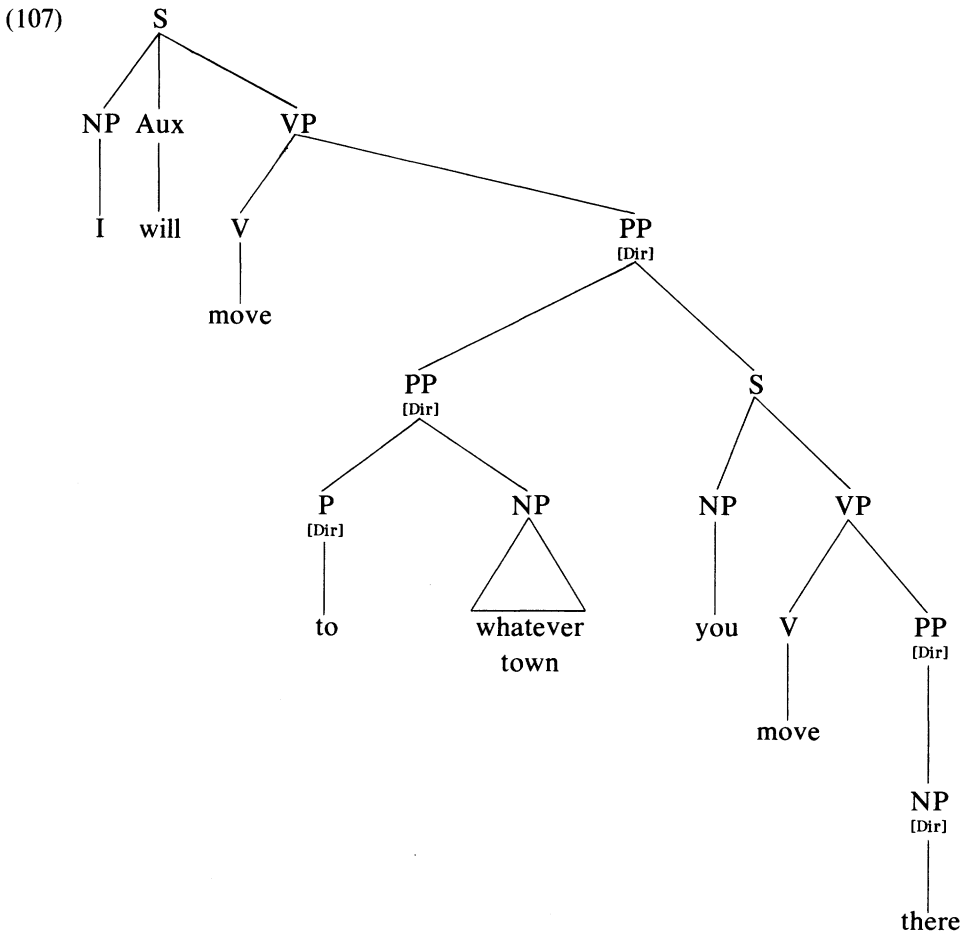 (107) S
NP Aux VP
I will V PP
[Dir]
move
PP S
[Dir]
P NP NP VP
[Dir]
to whatever you V PP
town [Dir]
move
NP
[Dir]
there